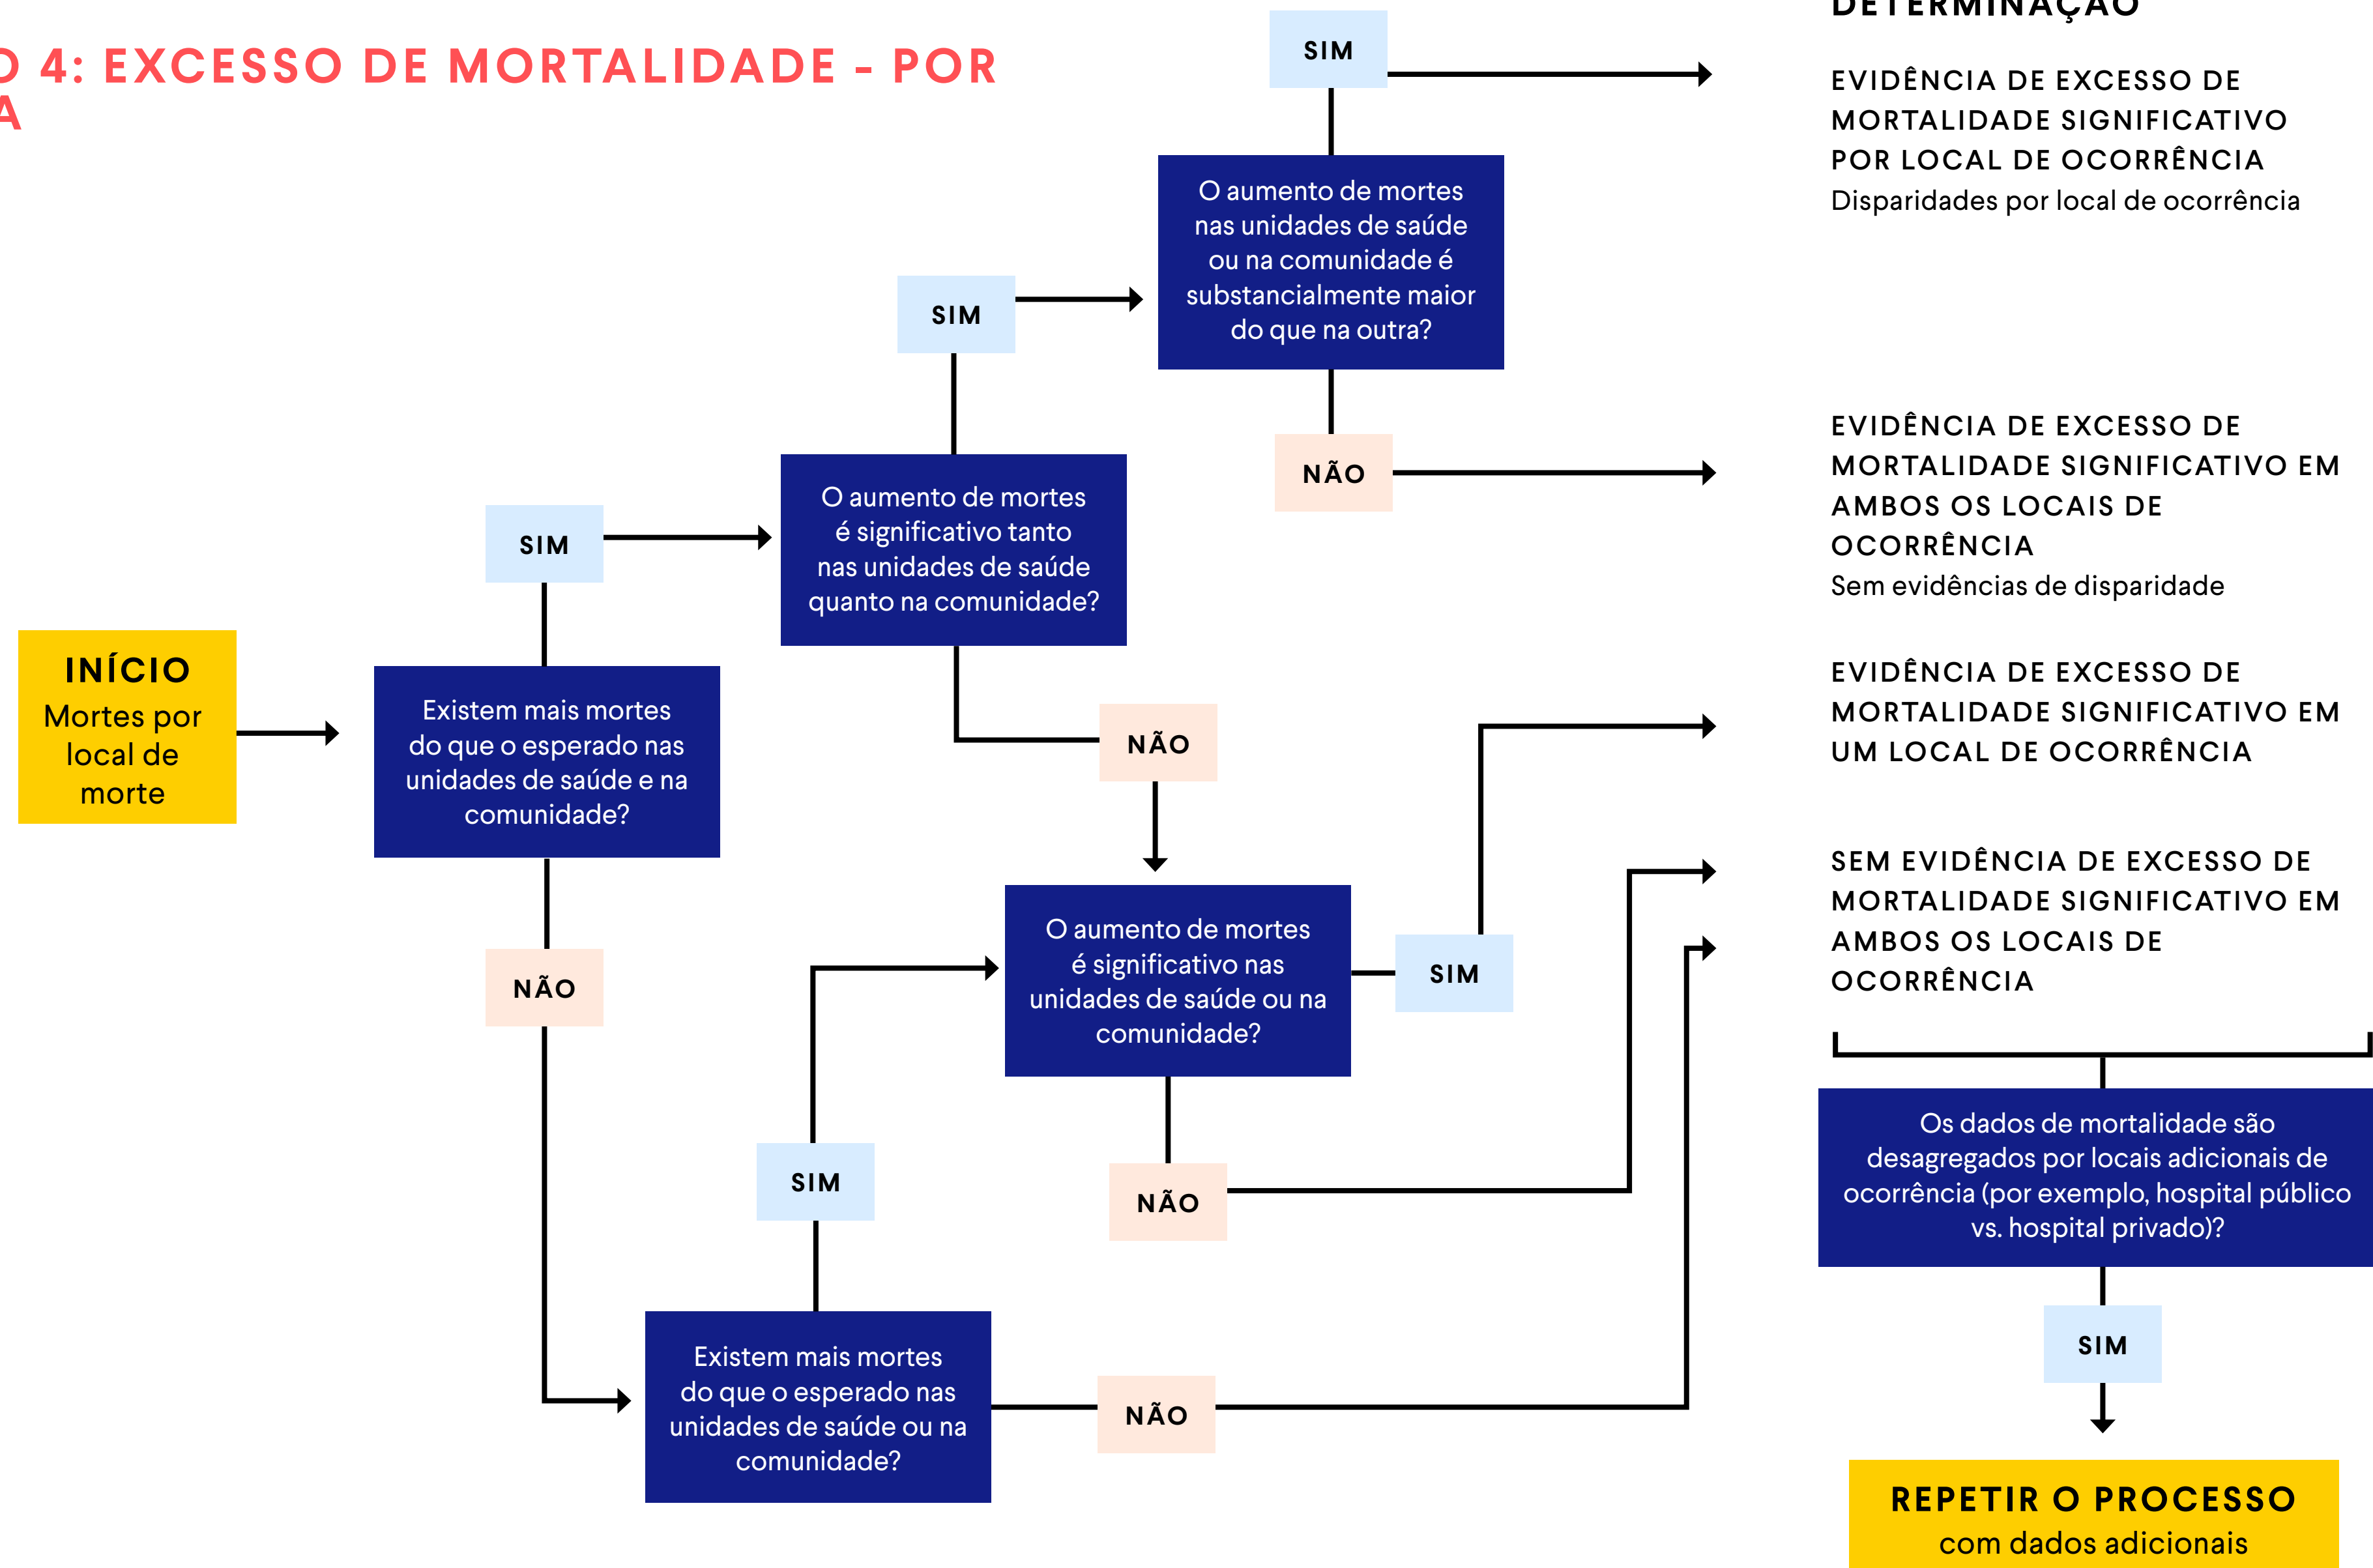 O 4: EXCESSO DE MORTALIDADE - POR
A
INÍCIO
Mortes por
local de
morte
Existem mais mortes
do que o esperado nas
unidades de saúde e na
comunidade?
SIM
NÃO
O aumento de mortes
é significativo tanto
nas unidades de saúde
quanto na comunidade?
SIM
NÃO
O aumento de mortes
nas unidades de saúde
ou na comunidade é
substancialmente maior
do que na outra?
SIM
NÃO
Existem mais mortes
do que o esperado nas
unidades de saúde ou na
comunidade?
SIM
NÃO
O aumento de mortes
é significativo nas
unidades de saúde ou na
comunidade?
SIM
NÃO
DETERMINAÇÃO
EVIDÊNCIA DE EXCESSO DE
MORTALIDADE SIGNIFICATIVO
POR LOCAL DE OCORRÊNCIA
Disparidades por local de ocorrência
EVIDÊNCIA DE EXCESSO DE
MORTALIDADE SIGNIFICATIVO EM
AMBOS OS LOCAIS DE
OCORRÊNCIA
Sem evidências de disparidade
EVIDÊNCIA DE EXCESSO DE
MORTALIDADE SIGNIFICATIVO EM
UM LOCAL DE OCORRÊNCIA
SEM EVIDÊNCIA DE EXCESSO DE
MORTALIDADE SIGNIFICATIVO EM
AMBOS OS LOCAIS DE
OCORRÊNCIA
Os dados de mortalidade são
desagregados por locais adicionais de
ocorrência (por exemplo, hospital público
vs. hospital privado)?
SIM
REPETIR O PROCESSO
com dados adicionais